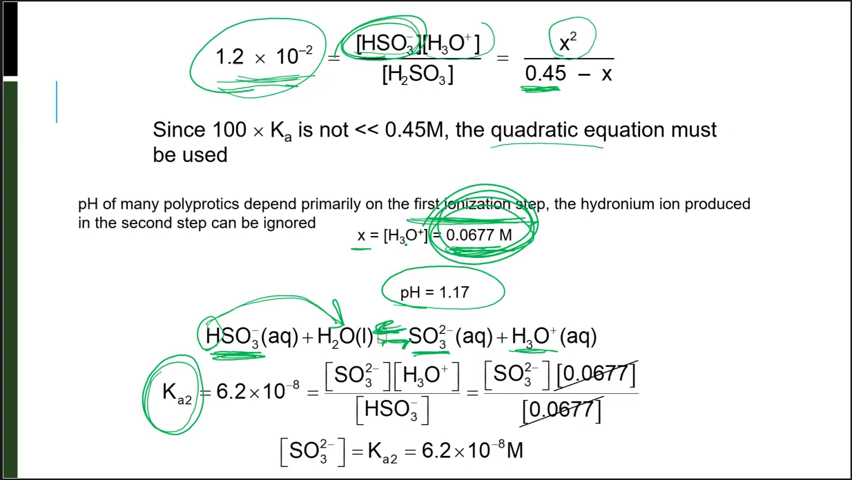 1.2 × 10⁻² = [HSO₃⁻][H₃O⁺] / [H₂SO₃] = x² / 0.45 − x
Since 100 × Kₐ is not << 0.45M, the quadratic equation must
be used
pH of many polyprotics depend primarily on the first ionization step, the hydronium ion produced
in the second step can be ignored
x = [H₃O⁺] = 0.0677 M
pH = 1.17
HSO₃⁻(aq) + H₂O(l) ⇌ SO₃²⁻(aq) + H₃O⁺(aq)
Kₐ₂ = 6.2×10⁻⁸ = [SO₃²⁻][H₃O⁺] / [HSO₃⁻] = [SO₃²⁻][0.0677] / [0.0677]
[SO₃²⁻] = Kₐ₂ = 6.2×10⁻⁸M